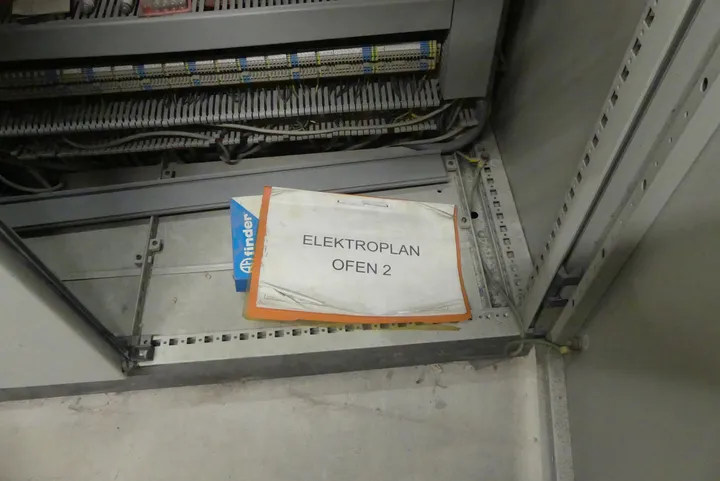 finder
ELEKTROPLAN
OFEN 2